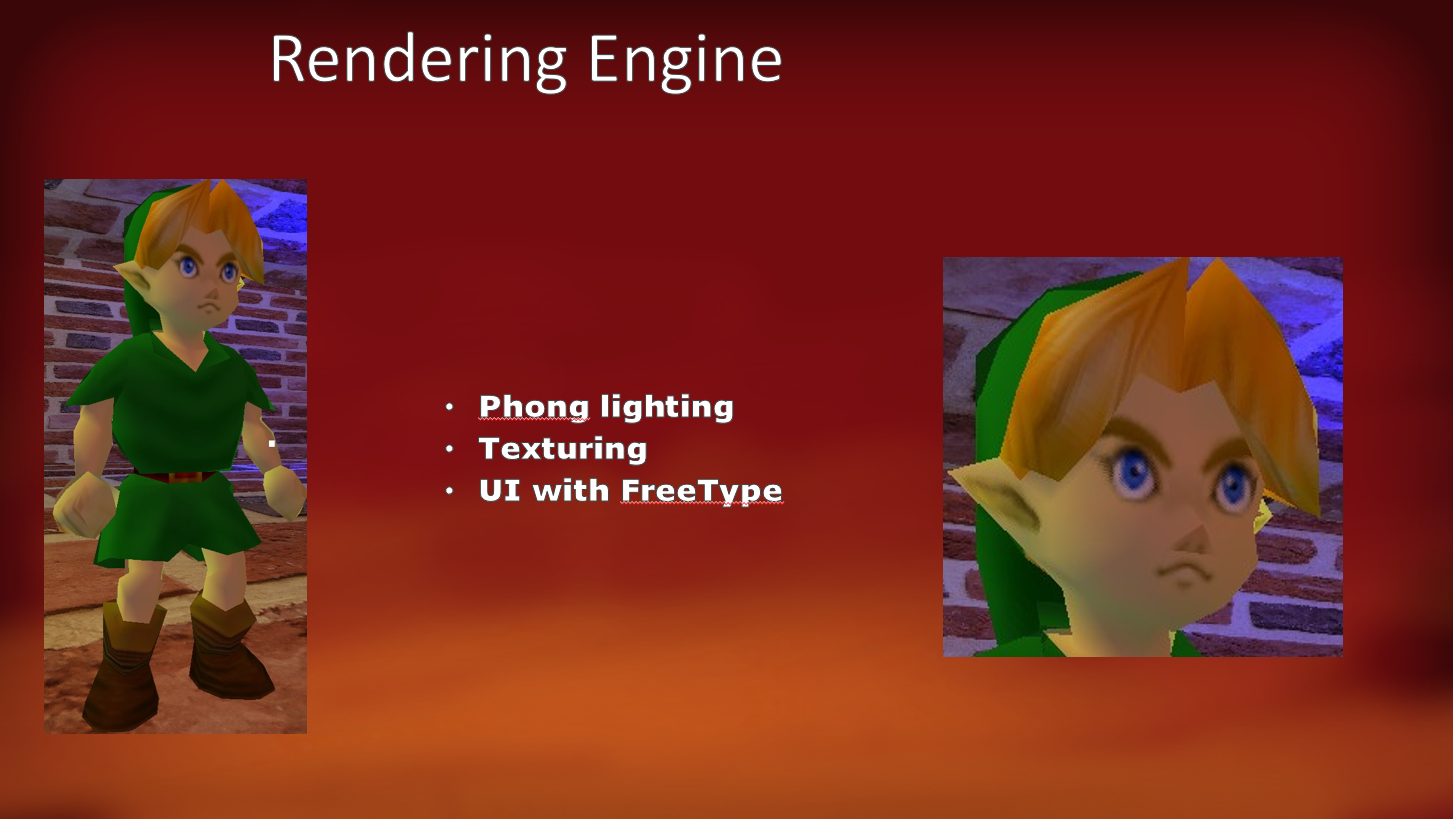 Rendering Engine
• Phong lighting
• Texturing
• UI with FreeType